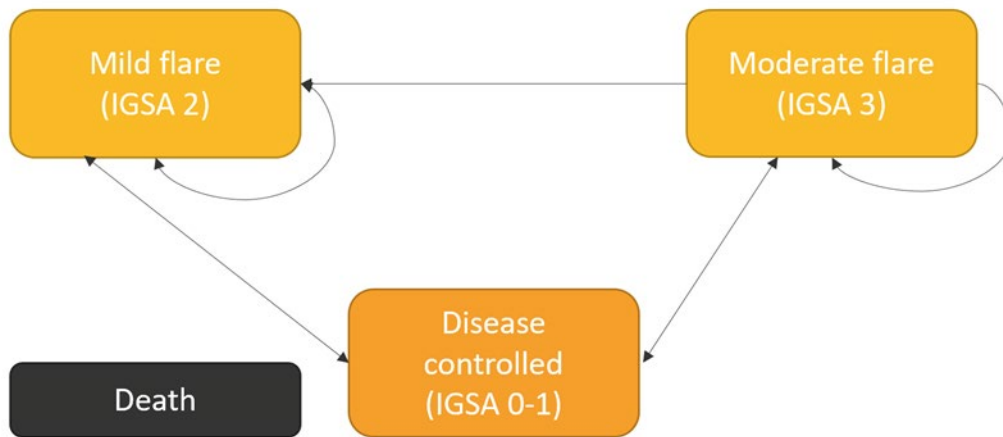 Mild flare
(IGSA 2)
Moderate flare
(IGSA 3)
Disease
controlled
(IGSA 0-1)
Death